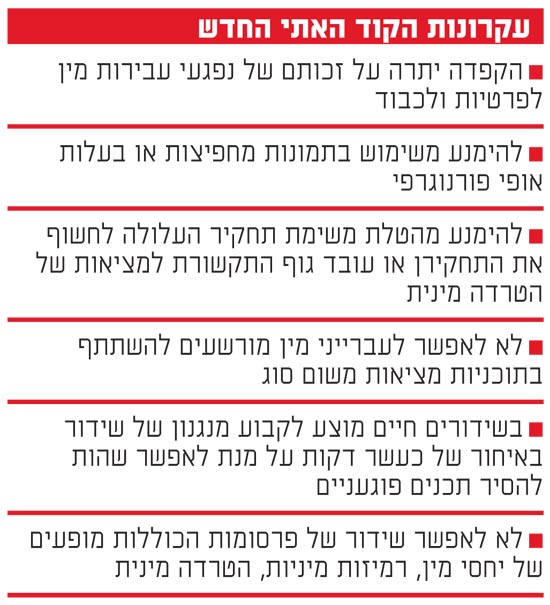 עקרונות הקוד האתי החדש
■ הקפדה יתרה על זכותם של נפגעי עבירות מין
לפרטיות ולכבוד
■ להימנע משימוש בתמונות מחפיצות או בעלות
אופי פורנוגרפי
■ להימנע מהטלת משימת תחקיר העלולה לחשוף
את התחקירן או עובד גוף התקשורת למציאות של
הטרדה מינית
■ לא לאפשר לעברייני מין מורשעים להשתתף
בתוכניות מציאות משום סוג
■ בשידורים חיים מוצע לקבוע מנגנון של שידור
באיחור של כעשר דקות על מנת לאפשר שהות
להסיר תכנים פוגעניים
■ לא לאפשר שידור של פרסומות הכוללות מופעים
של יחסי מין, רמיזות מיניות, הטרדה מינית